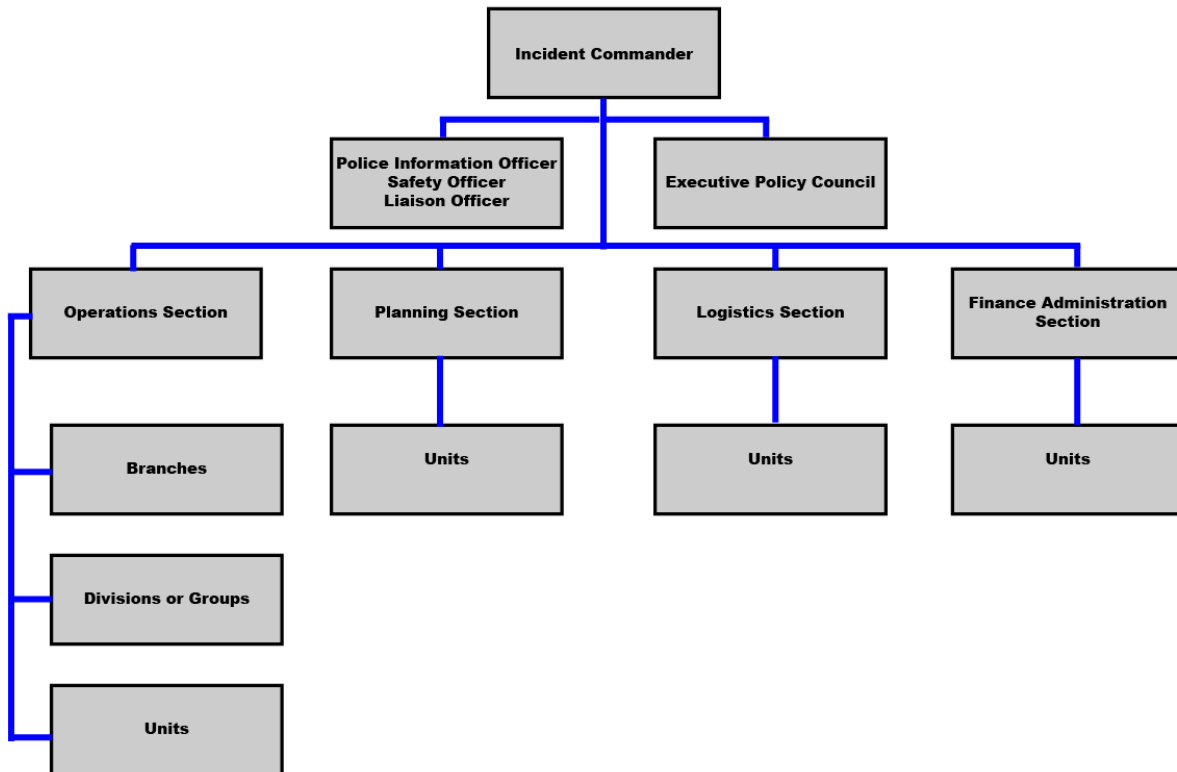 Incident Commander
Police Information Officer
Safety Officer
Liaison Officer
Executive Policy Council
Operations Section
Planning Section
Logistics Section
Finance Administration
Section
Branches
Units
Units
Units
Divisions or Groups
Units